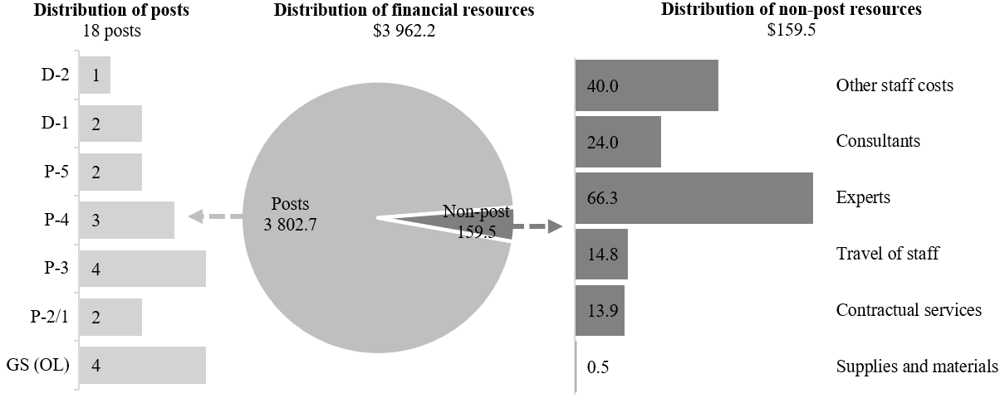 Distribution of posts
18 posts
D-2
1
D-1
2
P-5
2
P-4
3
P-3
4
P-2/1
2
GS (OL)
4
Distribution of financial resources
$3 962.2
Posts
3 802.7
Non-post
159.5
Distribution of non-post resources
$159.5
40.0 Other staff costs
24.0 Consultants
66.3 Experts
14.8 Travel of staff
13.9 Contractual services
0.5 Supplies and materials